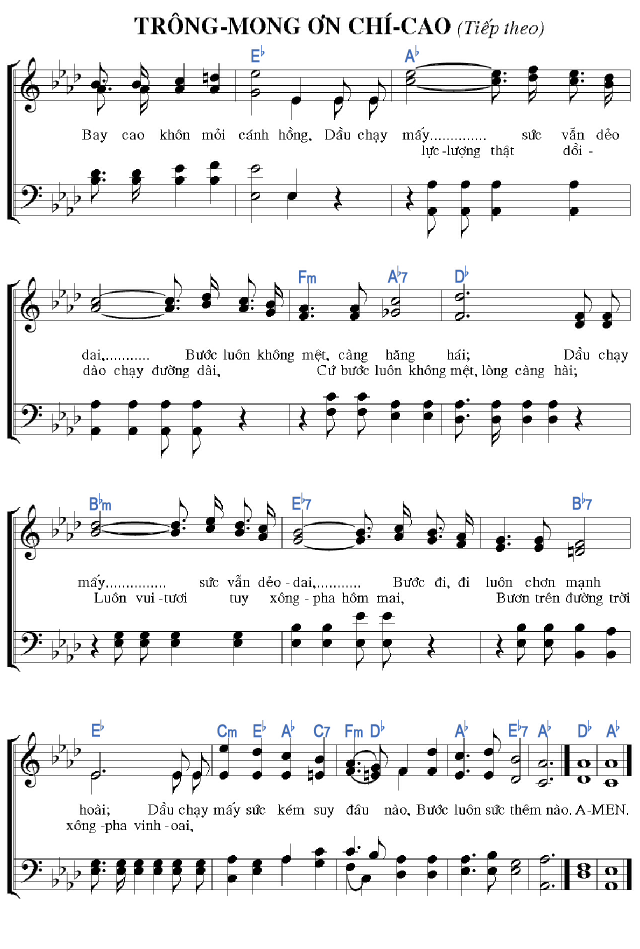 TRÔNG-MONG ƠN CHÍ-CAO (Tiếp theo)
E♭ A♭
Bay cao khôn mỏi cánh hồng, Dẩu chạy mấy.............. sức vẫn dẻo
lực-lượng thật dồi-
Fm A♭7 D♭
dai,........... Bước luôn không mệt, càng hăng hái; Dẩu chạy
dào chạy đường dài, Cứ bước luôn không mệt, lòng càng hài;
B♭m E♭7 B♭7
mấy.............. sức vẫn dẻo-dai,........... Bước đi, đi luôn chơn mạnh
Luôn vui-tươi tuy xông-pha hôm mai, Bươn trên đường trời
E♭ Cm E♭ A♭ C7 Fm D♭ A♭ E♭7 A♭ D♭ A♭
hoài; Dẩu chạy mấy sức kém suy đâu nào, Bước luôn sức thêm nào. A-MEN.
xông-pha vinh-oai,